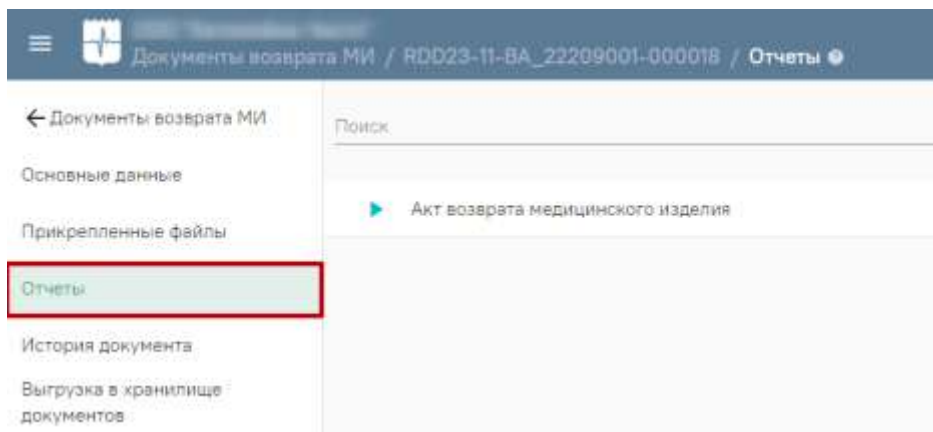 Документы возврата МИ / RDD23-11-BA_22209001-000018 / Отчеты
← Документы возврата МИ
Поиск
Основные данные
Акт возврата медицинского изделия
Прикрепленные файлы
Отчеты
История документа
Выгрузка в хранилище
документов